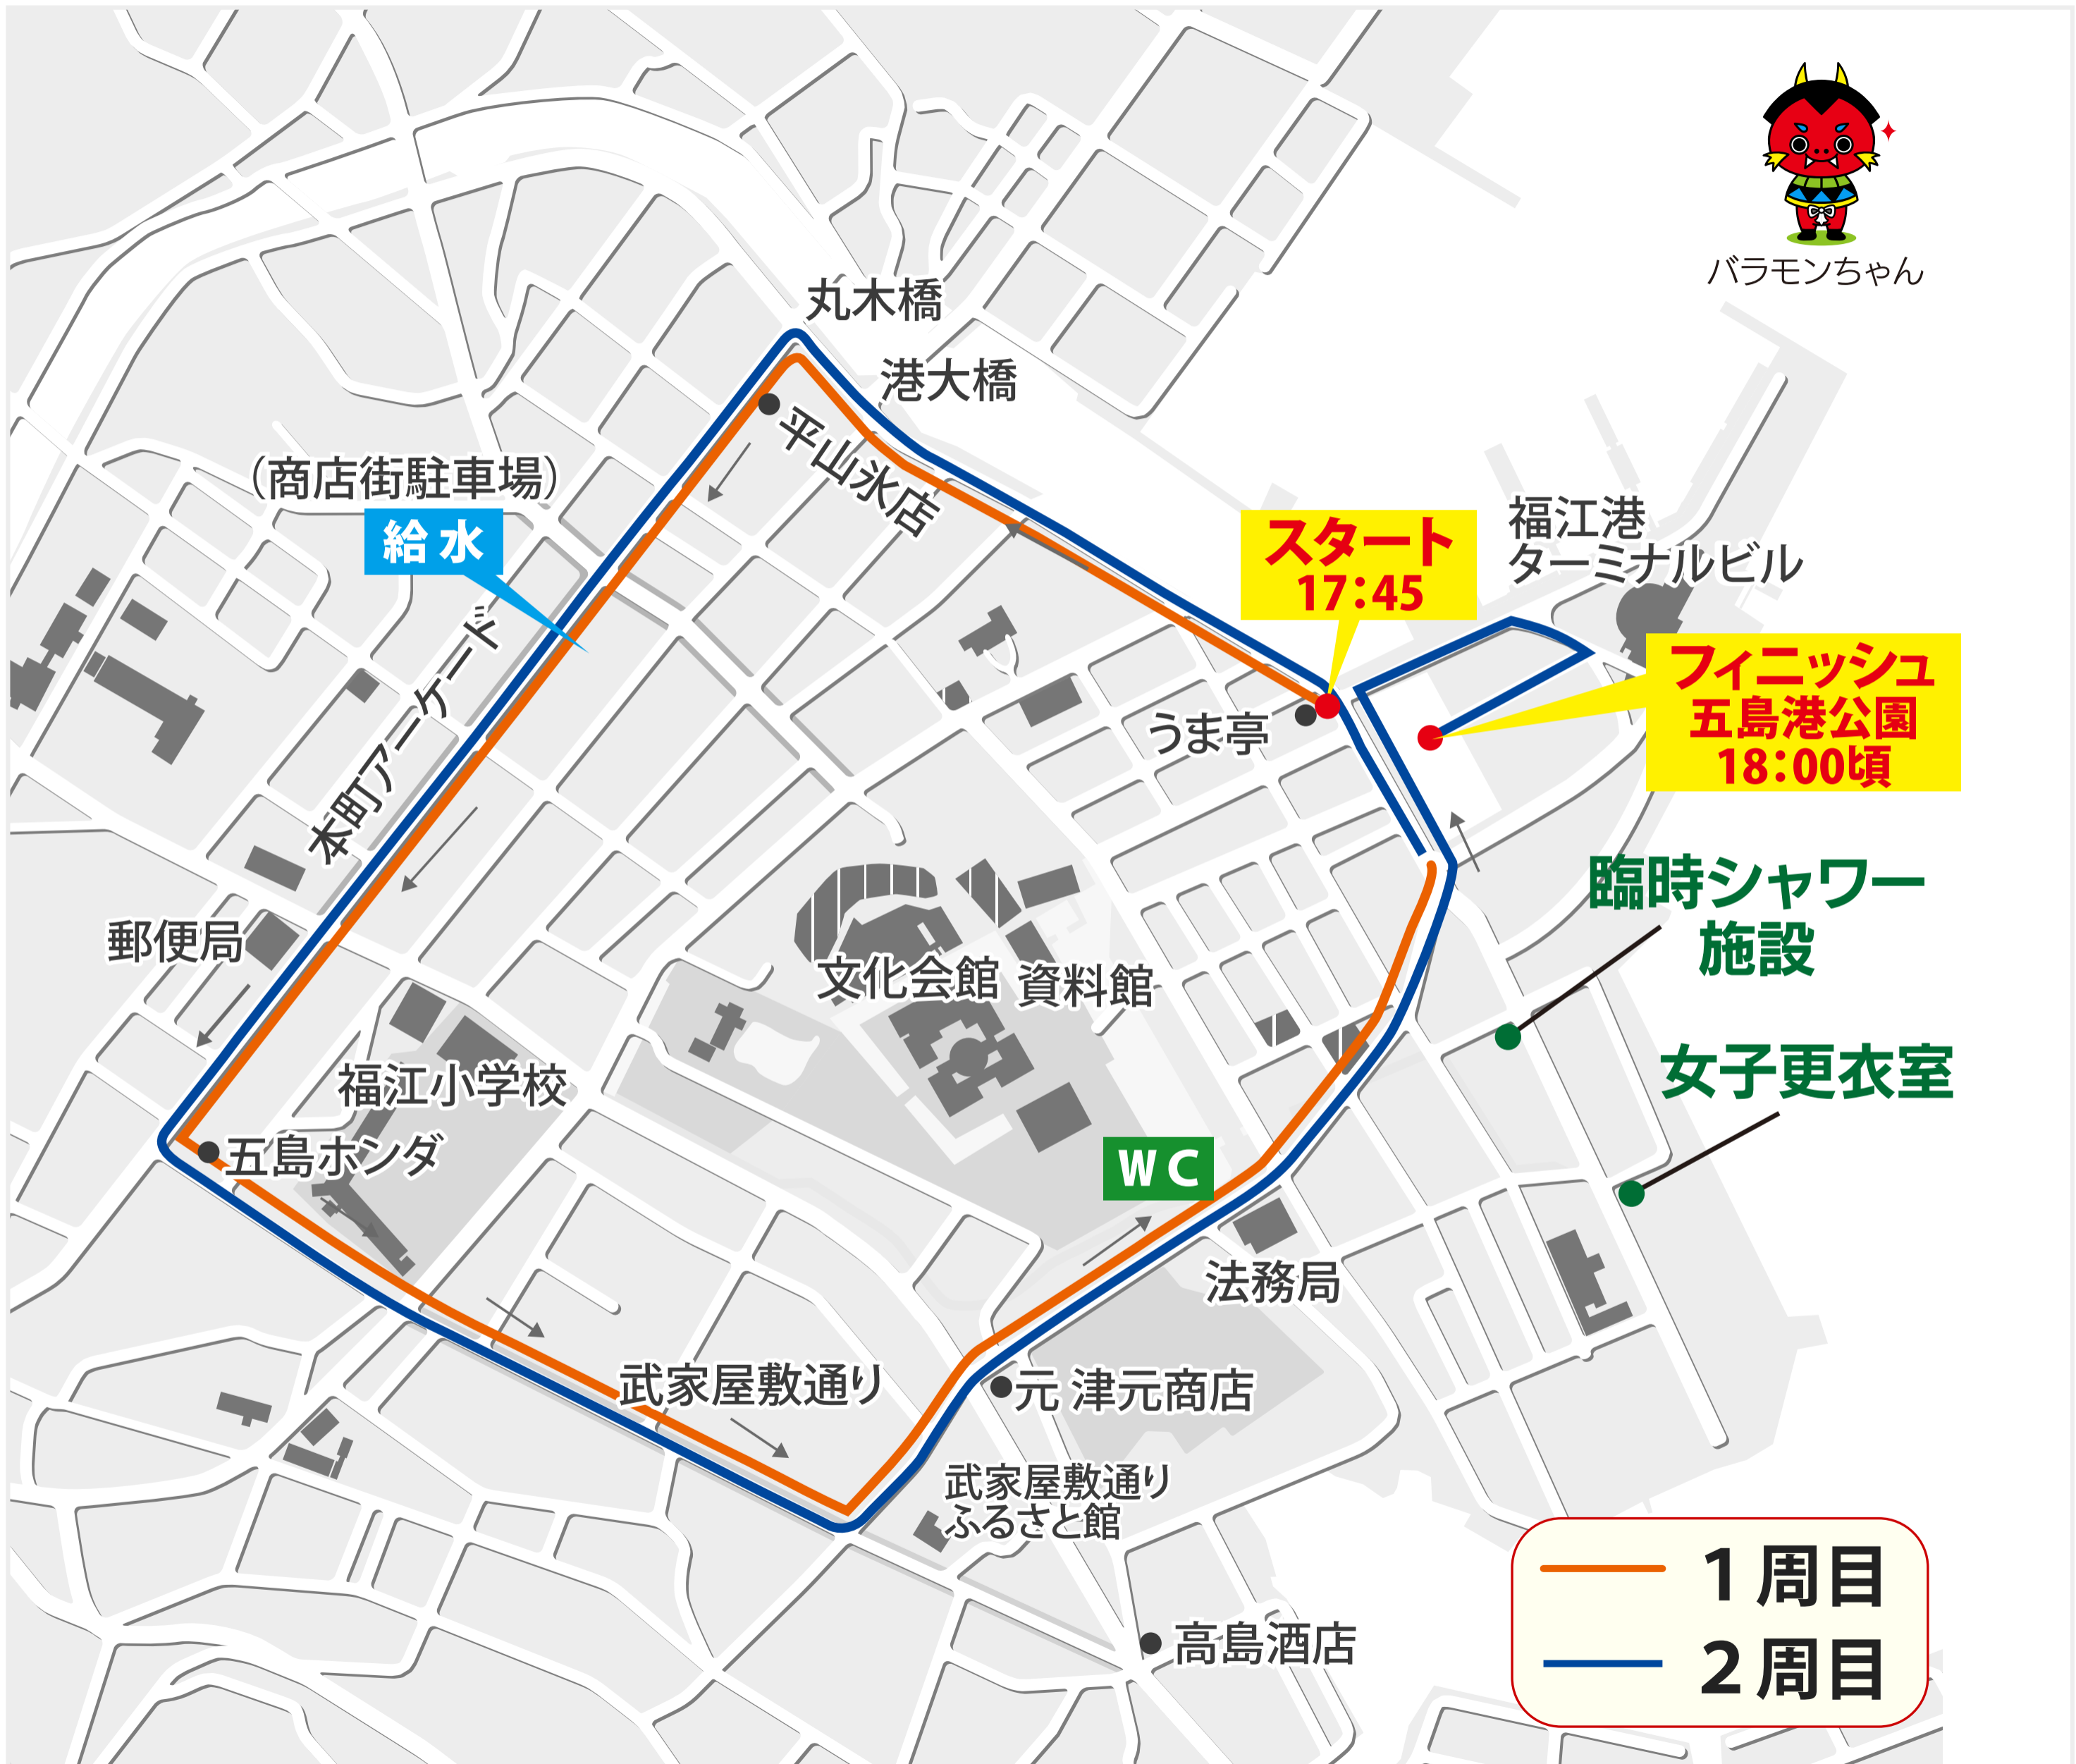 バラモンちゃん
丸木橋
港大橋
平山氷店
（商店街駐車場）
給水
本町アーケード
スタート
17：45
福江港
ターミナルビル
フィニッシュ
五島港公園
18：00頃
うま亭
臨時シャワー
施設
郵便局
文化会館
資料館
女子更衣室
福江小学校
五島ホンダ
WC
法務局
武家屋敷通り
元 津元商店
武家屋敷通り
ふるさと館
高島酒店
1周目
2周目